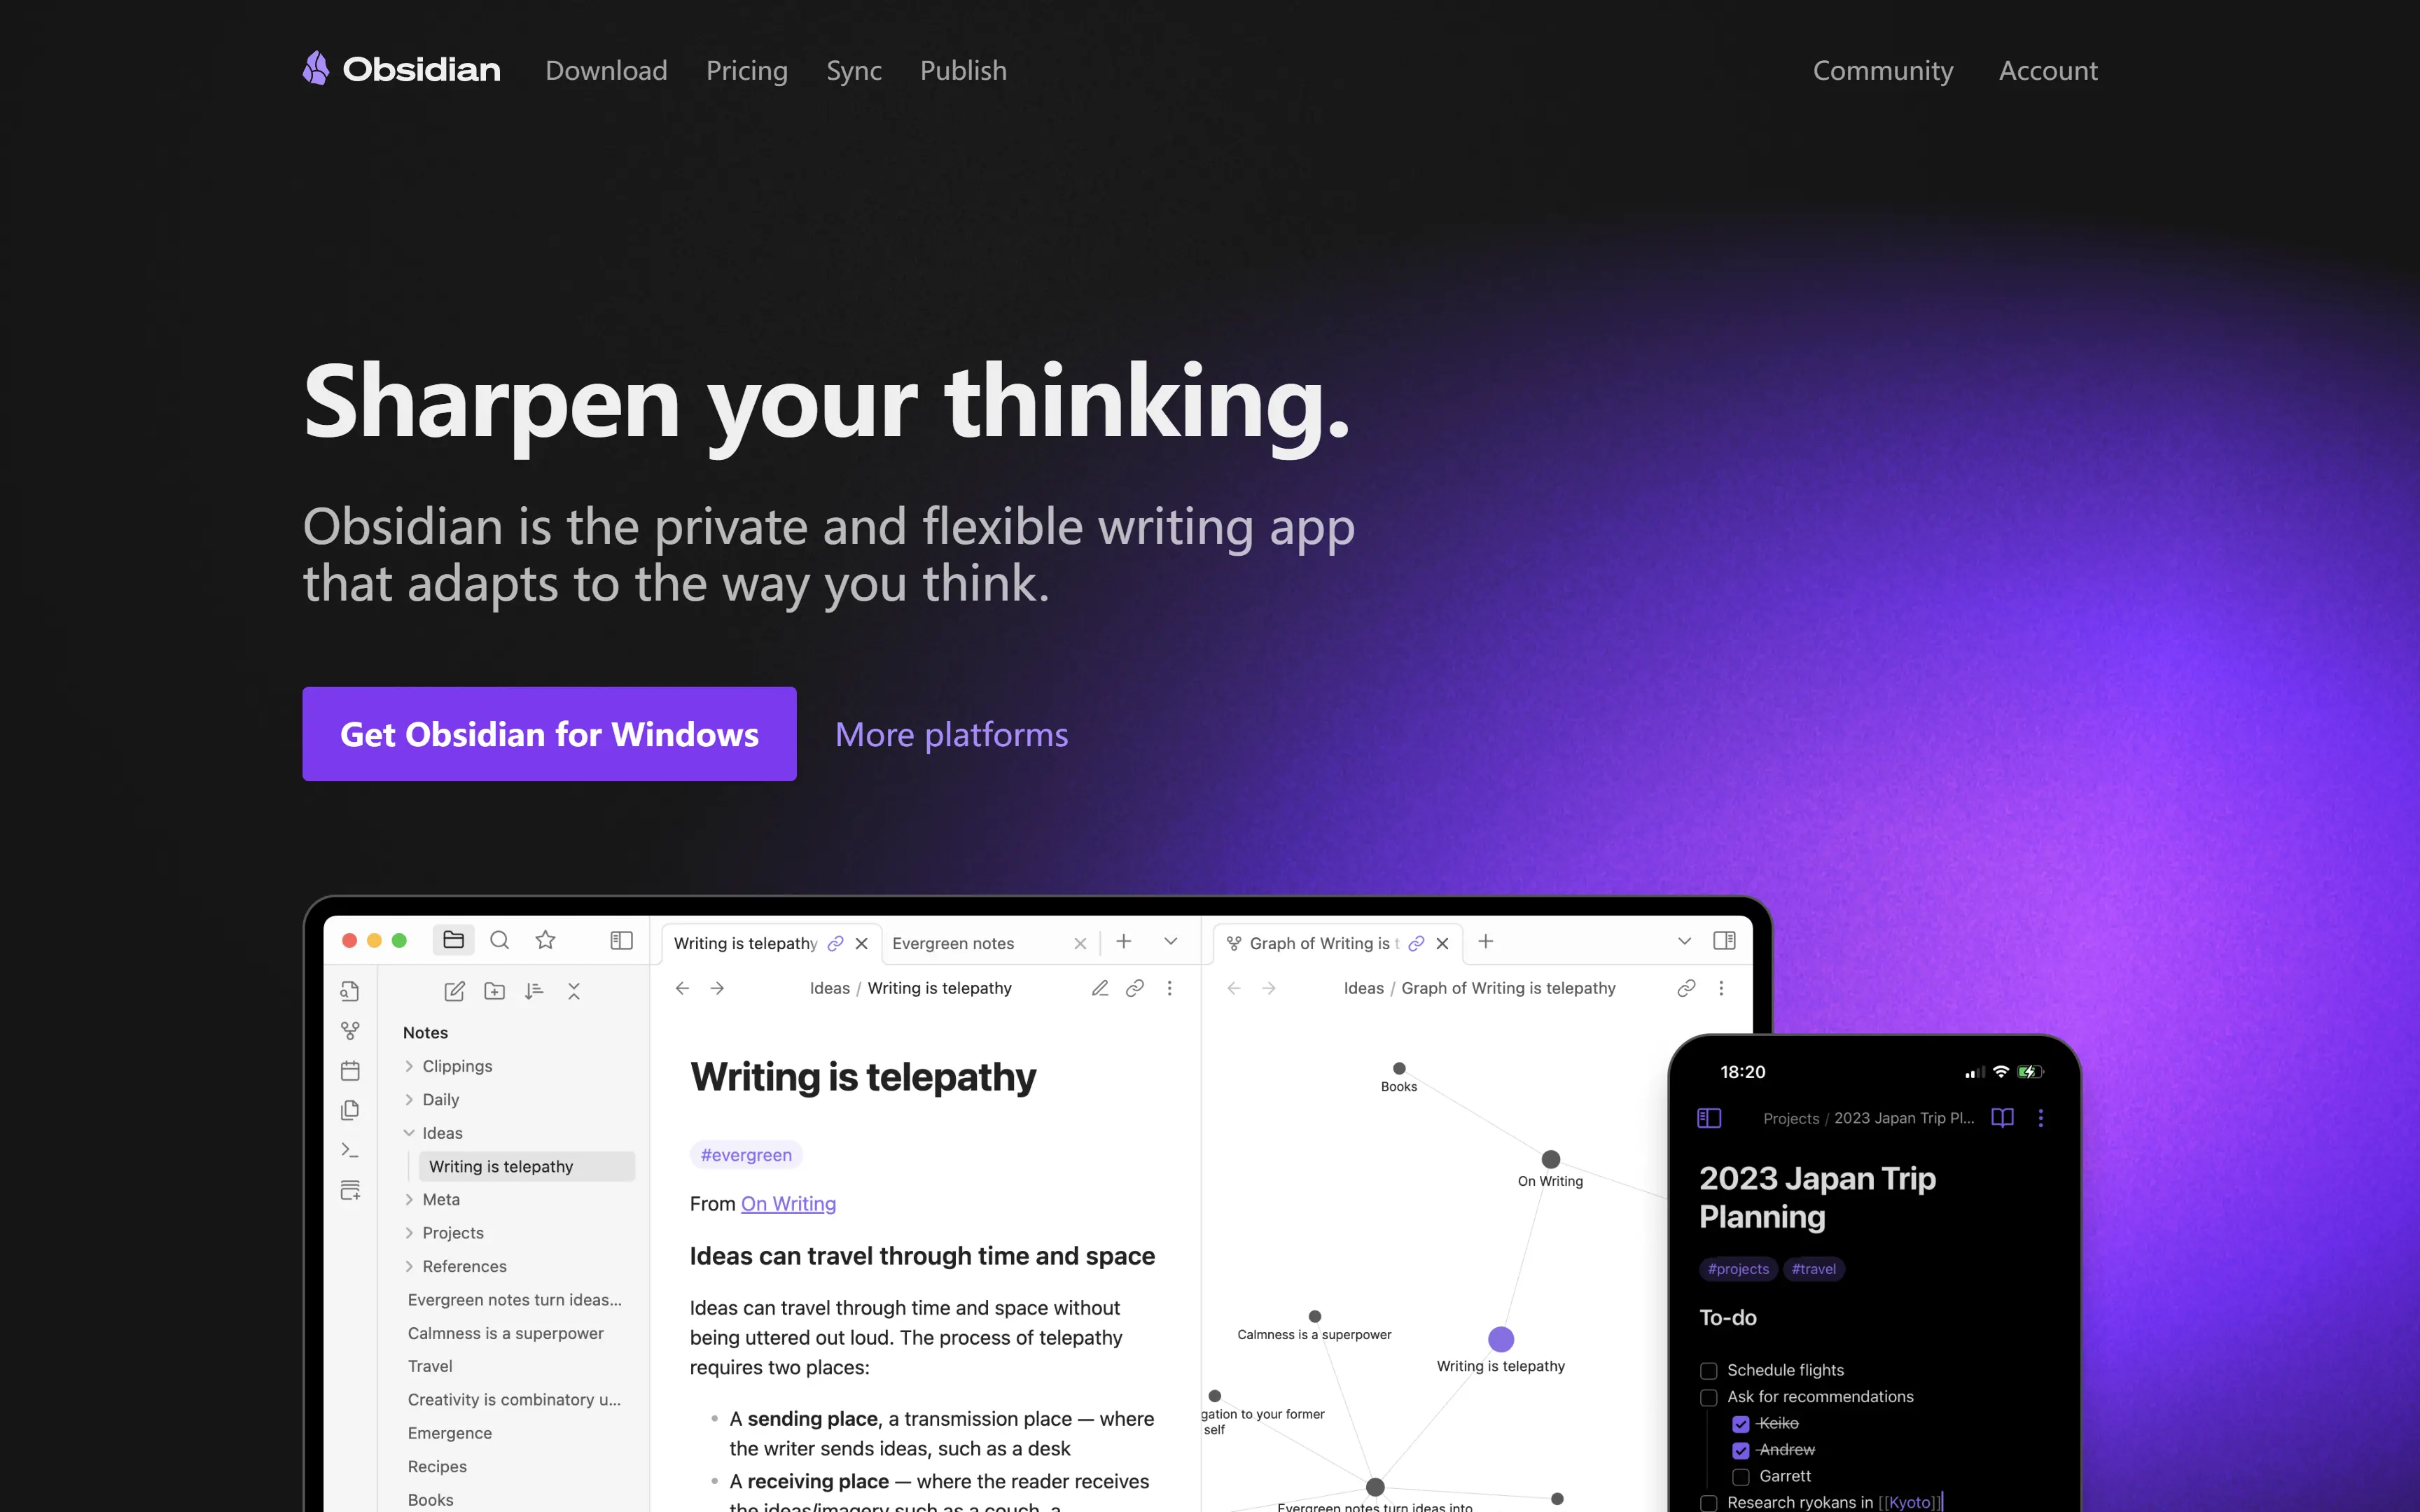 Obsidian
Download
Pricing
Sync
Publish
Community
Account
Sharpen your thinking.
Obsidian is the private and flexible writing app
that adapts to the way you think.
Get Obsidian for Windows
More platforms
Writing is telepathy
Evergreen notes
Notes
Clippings
Daily
Ideas
Writing is telepathy
Meta
Projects
References
Evergreen notes turn ideas...
Calmness is a superpower
Travel
Creativity is combinatory u...
Emergence
Recipes
Books
Ideas / Writing is telepathy
Writing is telepathy
#evergreen
From On Writing
Ideas can travel through time and space
Ideas can travel through time and space without
being uttered out loud. The process of telepathy
requires two places:
A sending place, a transmission place — where
the writer sends ideas, such as a desk
A receiving place — where the reader receives
the ideas/imagery such as a couch, a
Graph of Writing is t
Ideas / Graph of Writing is telepathy
Books
On Writing
Calmness is a superpower
Writing is telepathy
gation to your former
self
Evergreen notes turn ideas into
18:20
Projects / 2023 Japan Trip Pl...
2023 Japan Trip
Planning
#projects #travel
To-do
Schedule flights
Ask for recommendations
Keiko
Andrew
Garrett
Research ryokans in [[Kyoto]]